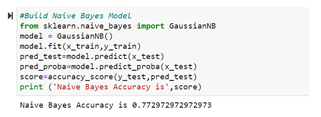 #Build Naive Bayes Model
from sklearn.naive_bayes import GaussianNB
model = GaussianNB()
model.fit(x_train,y_train)
pred_test=model.predict(x_test)
pred_proba=model.predict_proba(x_test)
score=accuracy_score(y_test,pred_test)
print ('Naive Bayes Accuracy is',score)
Naive Bayes Accuracy is 0.772972972972973